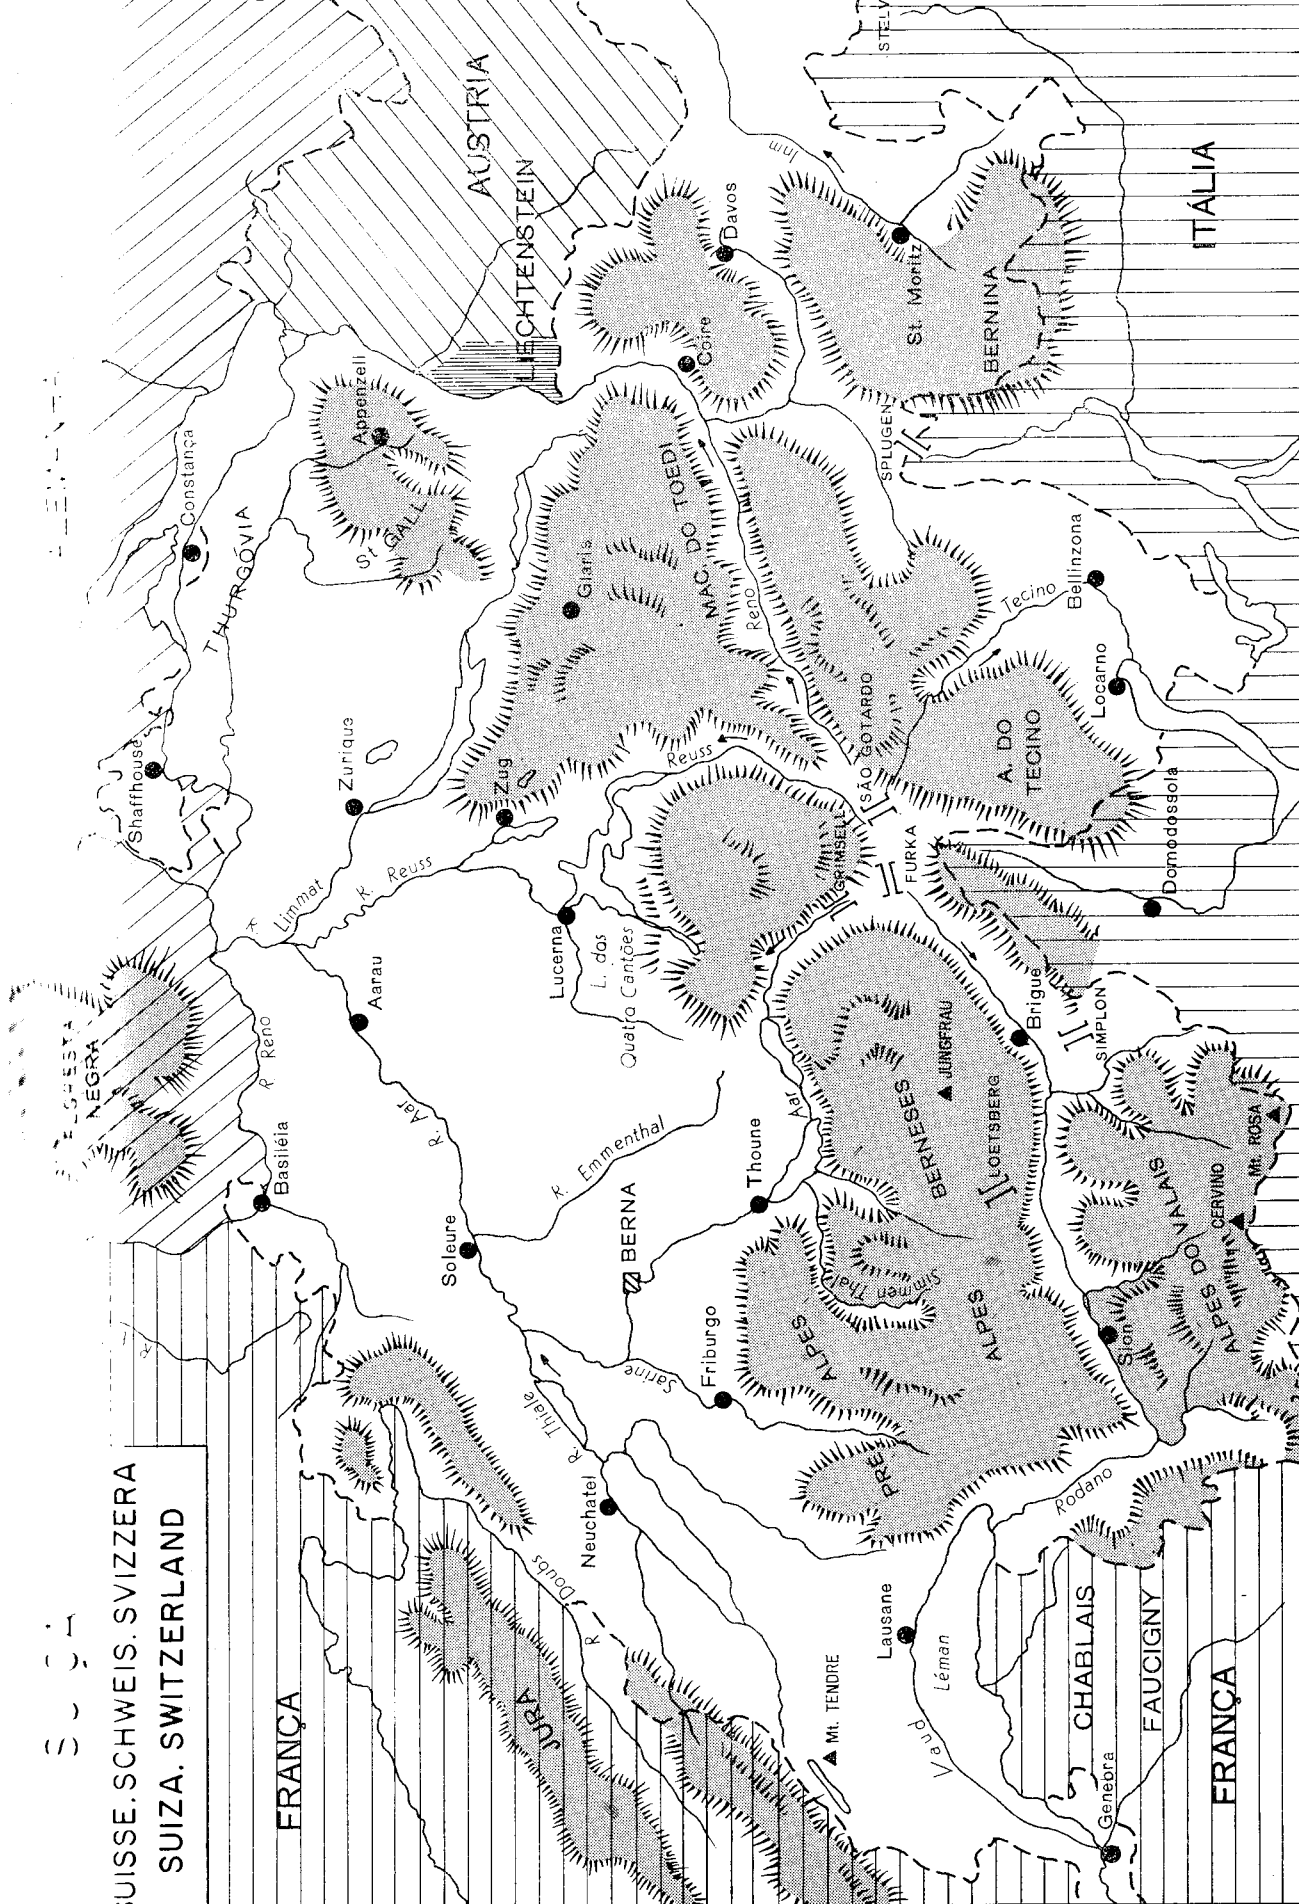 SUISSE. SCHWEIS. SVIZZERA
SUIZA. SWITZERLAND
FRANÇA
JURA
R. Doubs
Mt. TENDRE
Vaud
Léman
Lausane
Genebra
CHABLAIS
FAUCIGNY
FRANÇA
Rodano
Neuchatel
R. Thiale
Sarine
Friburgo
PRE
ALPES
Simmen Thal
ALPES
BERNESES
JUNGFRAU
LOETSBERG
Sion
ALPES DO VALAIS
CERVINO
Mt. ROSA
NEGRA
Basiléia
R. Reno
Soleure
R. Aar
Aarau
R. Emmenthal
BERNA
Thoune
Aar
Brigue
SIMPLON
Shaffhouse
Limmat
R. Reuss
Zurique
Zug
Lucerna
L. dos
Quatro Cantões
Reuss
GRIMSELL
FURKA
SÃO GOTARDO
A. DO
TECINO
Domodossola
Locarno
Bellinzona
Tecino
Constança
THURGÓVIA
St. GALL
Appenzell
Glaris
MAC. DO TOEDI
Reno
SPLUGEN
LIECHTENSTEIN
AUSTRIA
Coire
Davos
Inm
St. Moritz
BERNINA
STELV
ITÁLIA